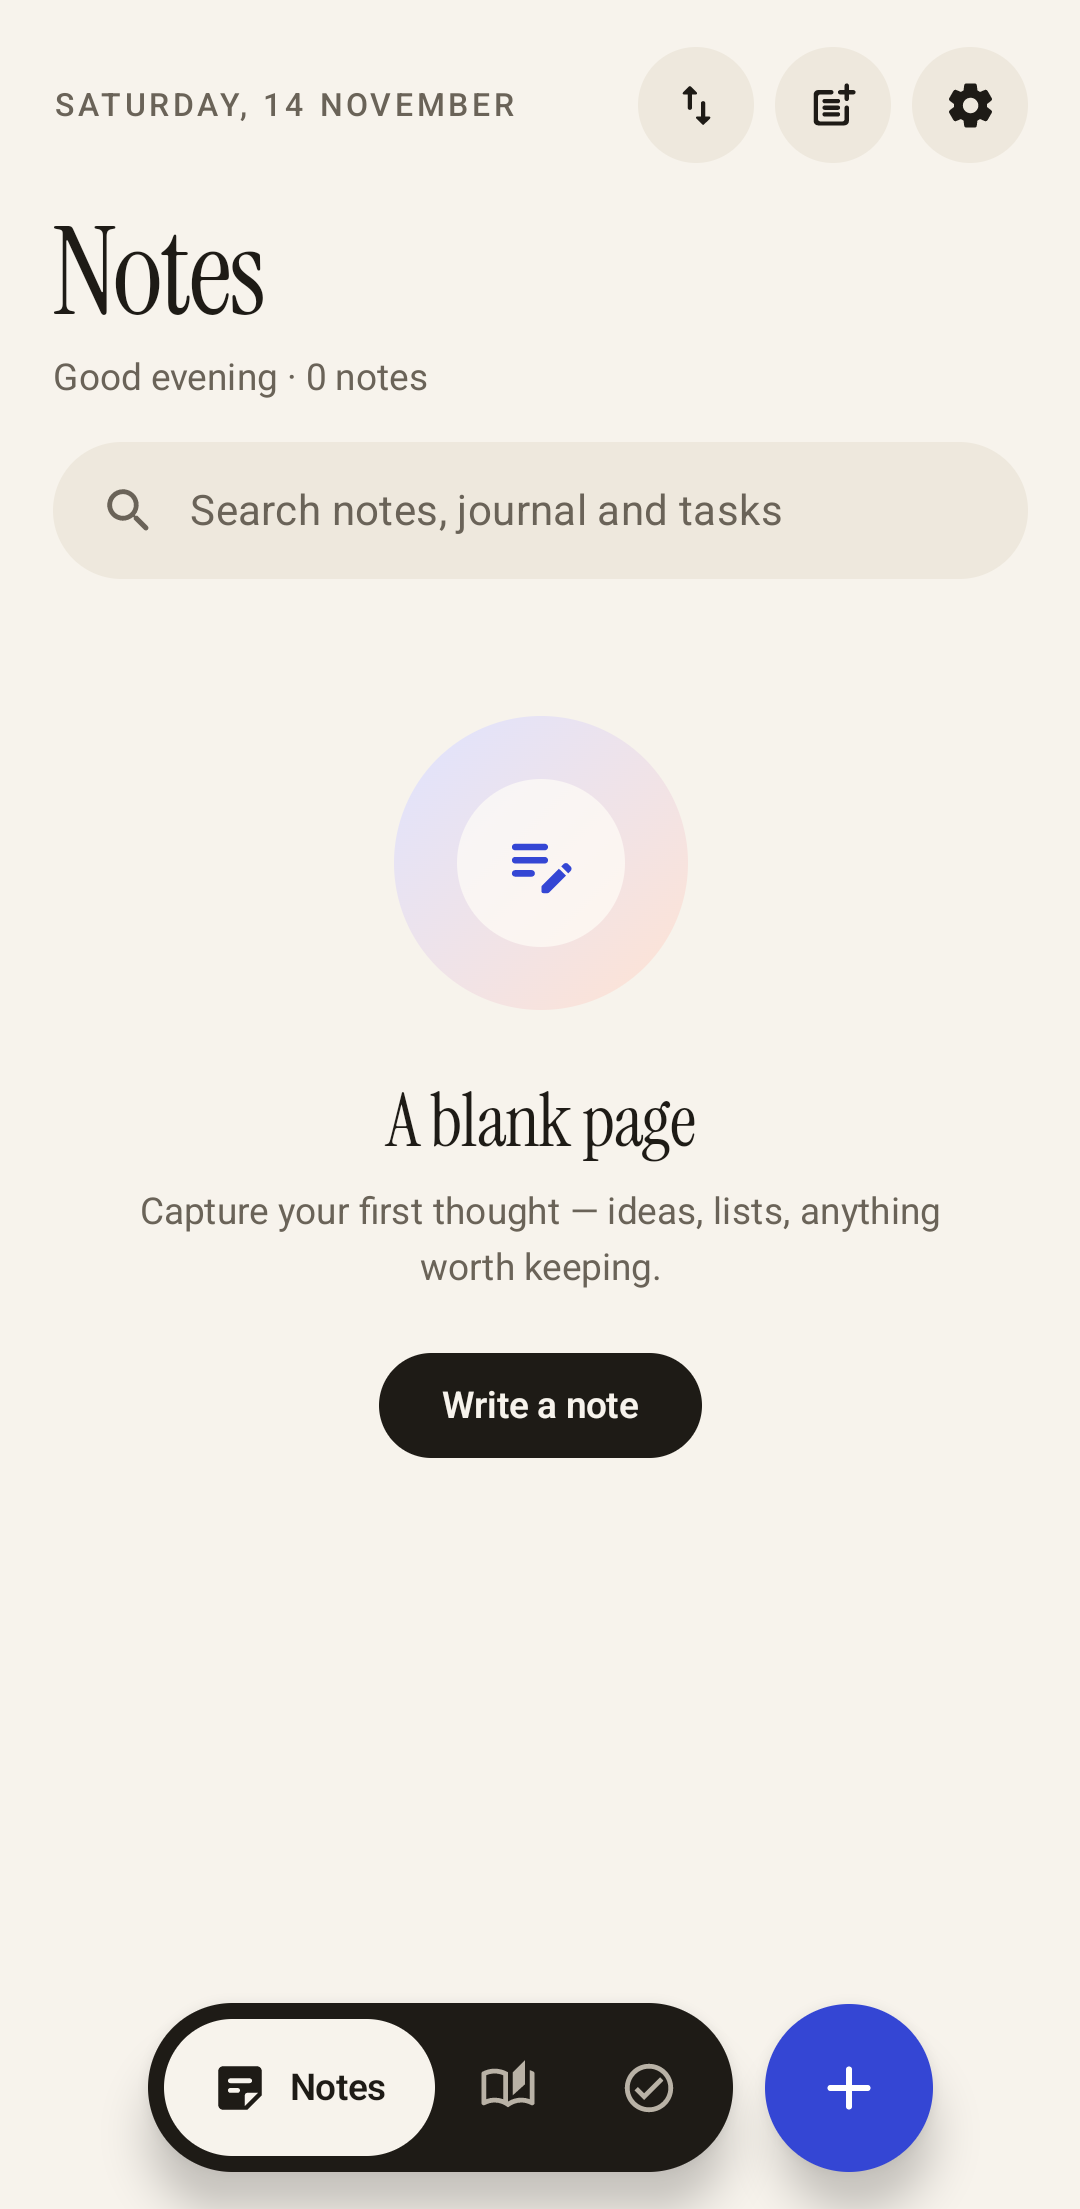 SATURDAY, 14 NOVEMBER
Notes
Good evening · 0 notes
Search notes, journal and tasks
A blank page
Capture your first thought — ideas, lists, anything
worth keeping.
Write a note
Notes